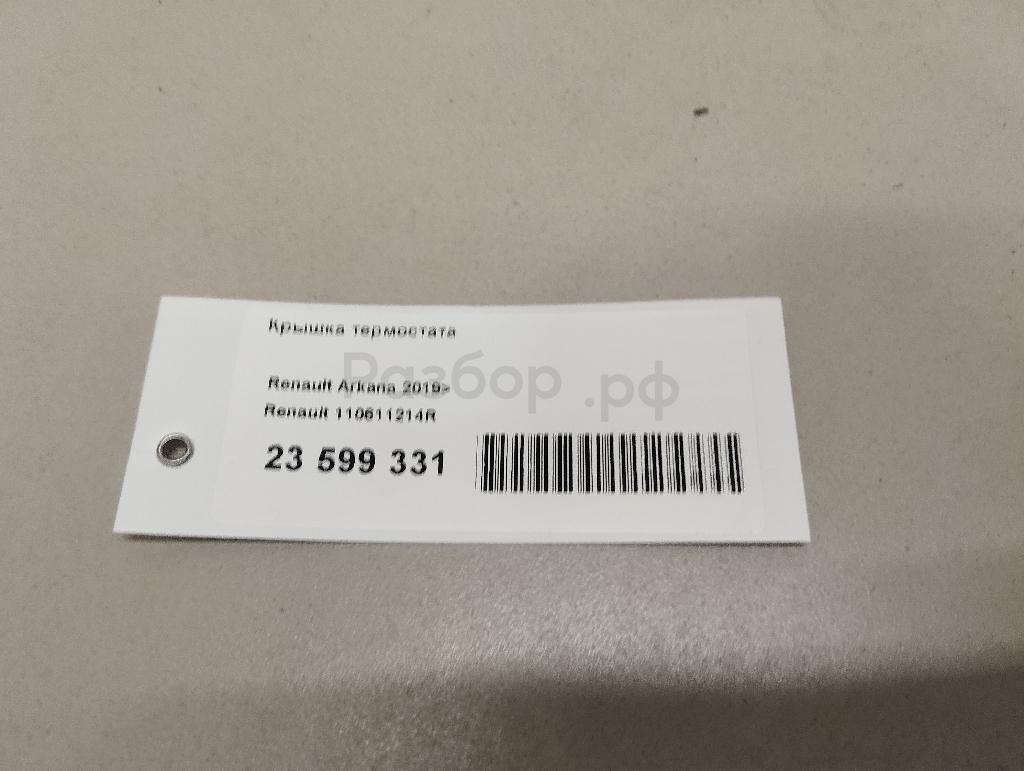 Крышка термостата
Разбор.рф
Renault Arkana 2019>
Renault 110611214R
23 599 331